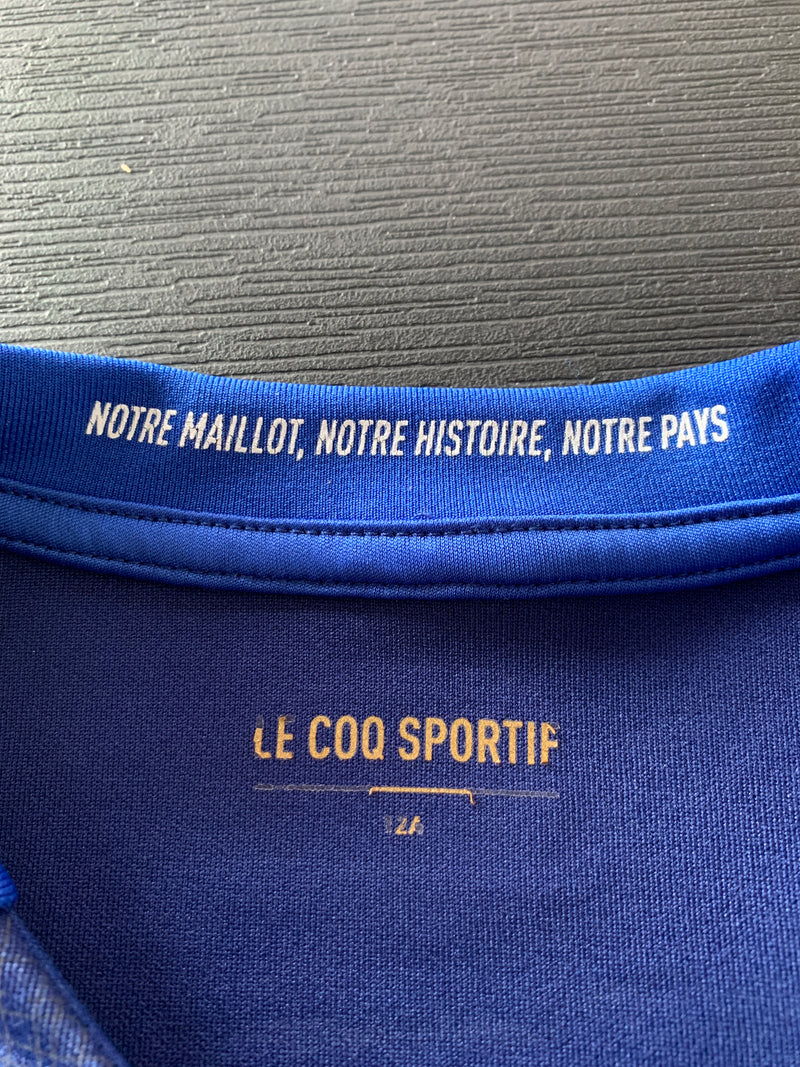 NOTRE MAILLOT, NOTRE HISTOIRE, NOTRE PAYS
LE COQ SPORTIF
12A